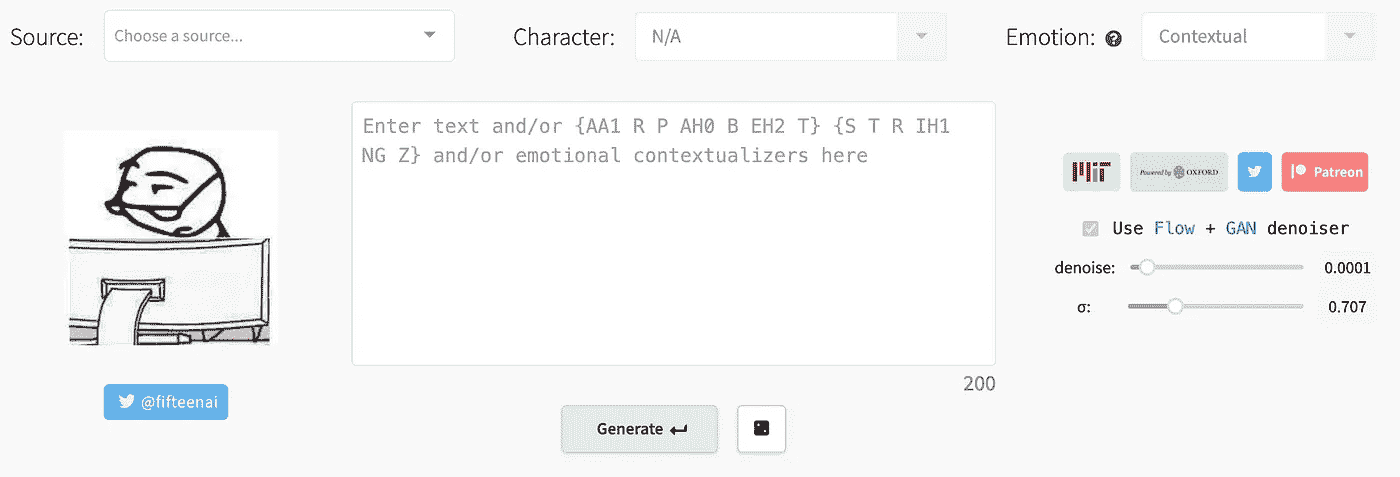 Source:
Choose a source...
Character:
N/A
Emotion:
Contextual
Enter text and/or {AA1 R P AH0 B EH2 T} {S T R IH1
NG Z} and/or emotional contextualizers here
MIT
Powered by OXFORD
Patreon
Use Flow + GAN denoiser
denoise:
0.0001
σ:
0.707
@fifteenai
200
Generate